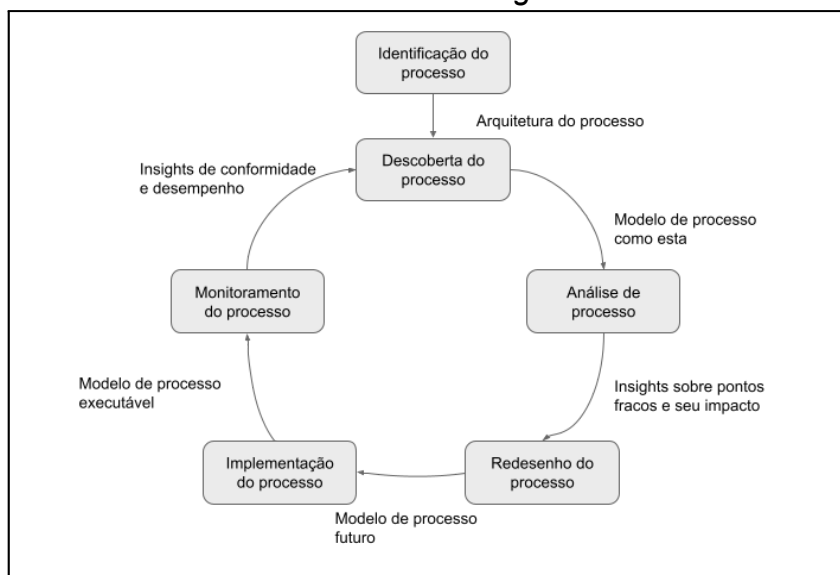 Identificação do
processo
Arquitetura do processo
Descoberta do
processo
Insights de conformidade
e desempenho
Modelo de processo
como esta
Monitoramento
do processo
Análise de
processo
Modelo de processo
executável
Insights sobre pontos
fracos e seu impacto
Implementação
do processo
Redesenho do
processo
Modelo de processo
futuro